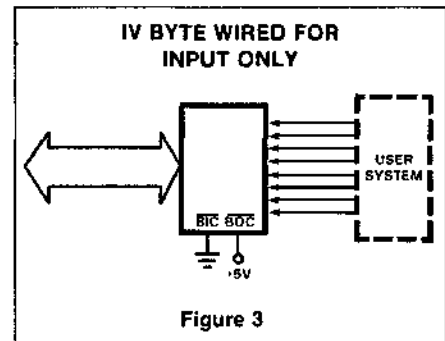 IV BYTE WIRED FOR
INPUT ONLY
USER
SYSTEM
BIC BOC
+5V
Figure 3